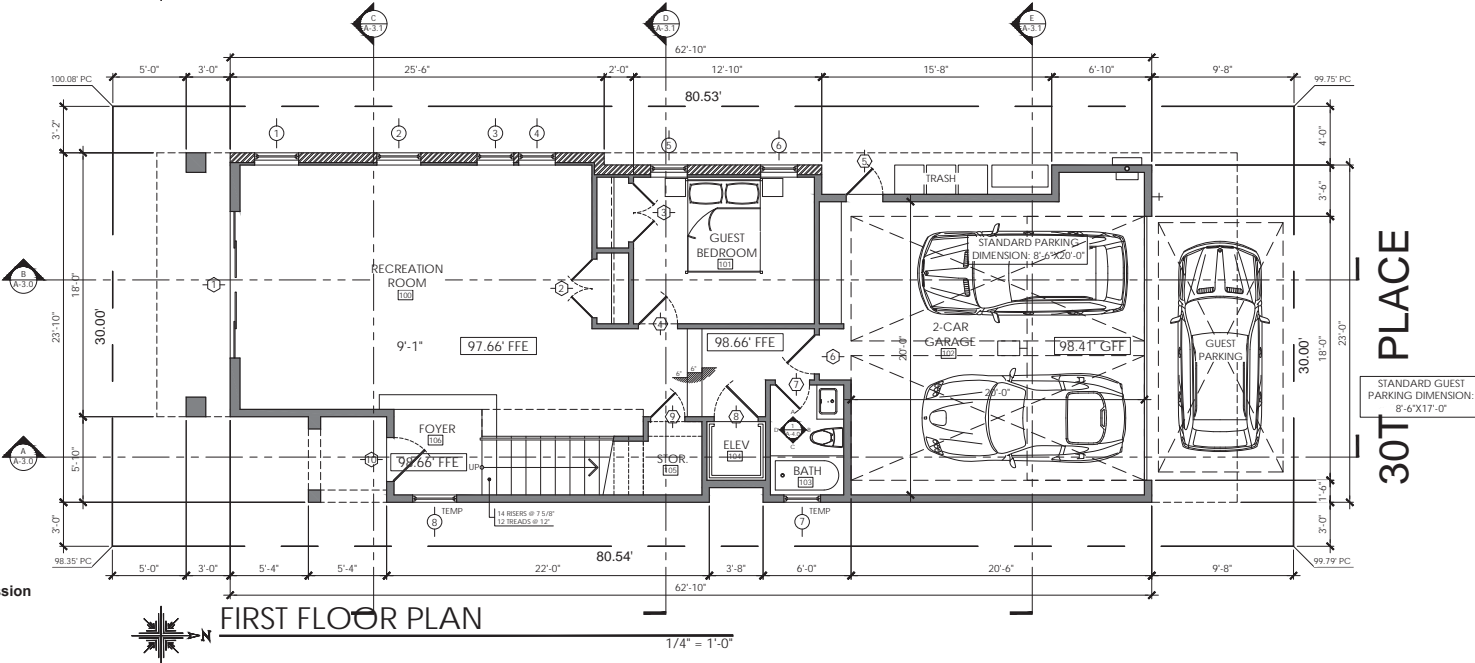 C
A-3.1
D
A-3.1
E
A-3.1
62'-10"
5'-0"
3'-0"
25'-6"
2'-0"
12'-10"
15'-8"
6'-10"
9'-8"
100.08' PC
80.53'
99.75' PC
3'-2"
1
2
3
4
5
6
5
4'-0"
TRASH
3'-6"
3
GUEST
BEDROOM
101
STANDARD PARKING
DIMENSION: 8'-6"X20'-0"
B
A-3.0
18'-0"
1
RECREATION
ROOM
100
2
23'-10"
30.00'
4
9'-1"
97.66' FFE
98.66' FFE
6
2-CAR
GARAGE
102
20'-0"
98.41' GFF
GUEST
PARKING
30.00'
18'-0"
23'-0"
30T PLACE
6"
6"
7
20'-0"
STANDARD GUEST
PARKING DIMENSION:
8'-6"X17'-0"
A
A-3.0
5'-10"
FOYER
106
10
98.66' FFE
UP
9
8
STOR.
105
ELEV
104
A
D
1
B
C
BATH
103
1'-6"
3'-0"
3'-0"
8
TEMP
14 RISERS @ 7 5/8"
12 TREADS @ 12"
7
TEMP
98.35' PC
80.54'
99.79' PC
5'-0"
3'-0"
5'-4"
5'-4"
22'-0"
3'-8"
6'-0"
20'-6"
9'-8"
62'-10"
ssion
N
FIRST FLOOR PLAN
1/4" = 1'-0"